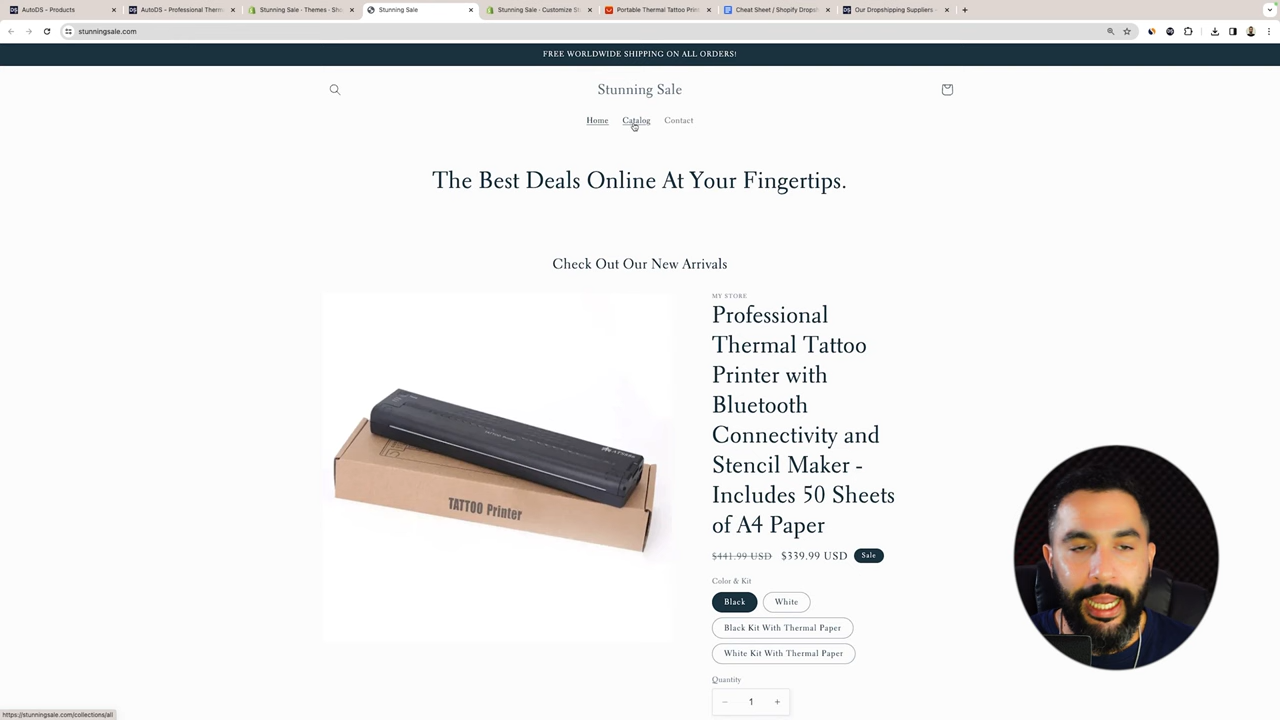 AutoDS - Products
AutoDS - Professional Therm
Stunning Sale · Themes · Sho
Stunning Sale
Stunning Sale · Customize St
Portable Thermal Tattoo Prin
Cheat Sheet / Shopify Drops
Our Dropshipping Suppliers
stunningsale.com
FREE WORLDWIDE SHIPPING ON ALL ORDERS!
Stunning Sale
Home Catalog Contact
The Best Deals Online At Your Fingertips.
Check Out Our New Arrivals
MY STORE
Professional
Thermal Tattoo
Printer with
Bluetooth
Connectivity and
Stencil Maker -
Includes 50 Sheets
of A4 Paper
$441.99 USD $339.99 USD Sale
Color & Kit
Black White
Black Kit With Thermal Paper
White Kit With Thermal Paper
Quantity
− 1 +
TATTOO Printer
https://stunningsale.com/collections/all